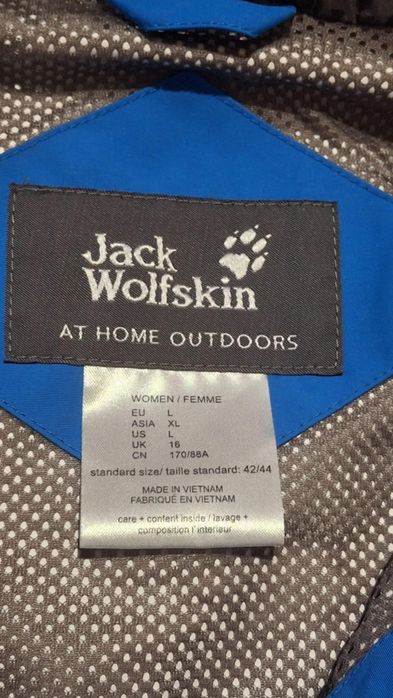 Jack
Wolfskin
AT HOME OUTDOORS
WOMEN / FEMME
EU L
ASIA XL
US L
UK 16
CN 170/88A
standard size/ taille standard: 42/44
MADE IN VIETNAM
FABRIQUÉ EN VIETNAM
care + content inside / lavage +
composition l'intérieur